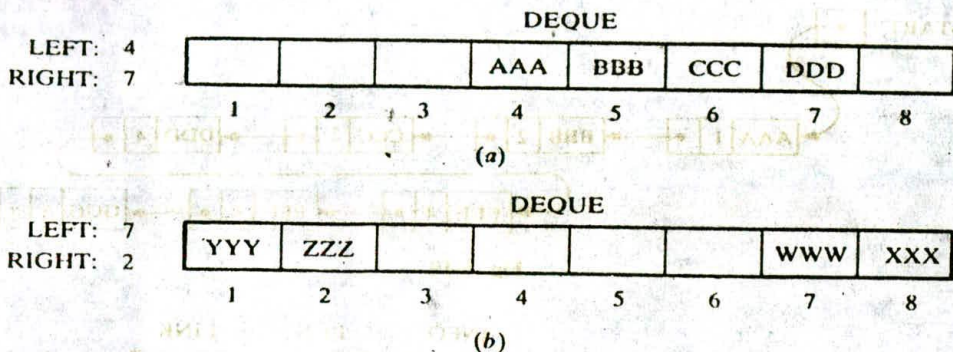 DEQUE
LEFT: 4
RIGHT: 7
AAA BBB CCC DDD
1 2 3 4 5 6 7 8
(a)
DEQUE
LEFT: 7
RIGHT: 2
YYY ZZZ WWW XXX
1 2 3 4 5 6 7 8
(b)